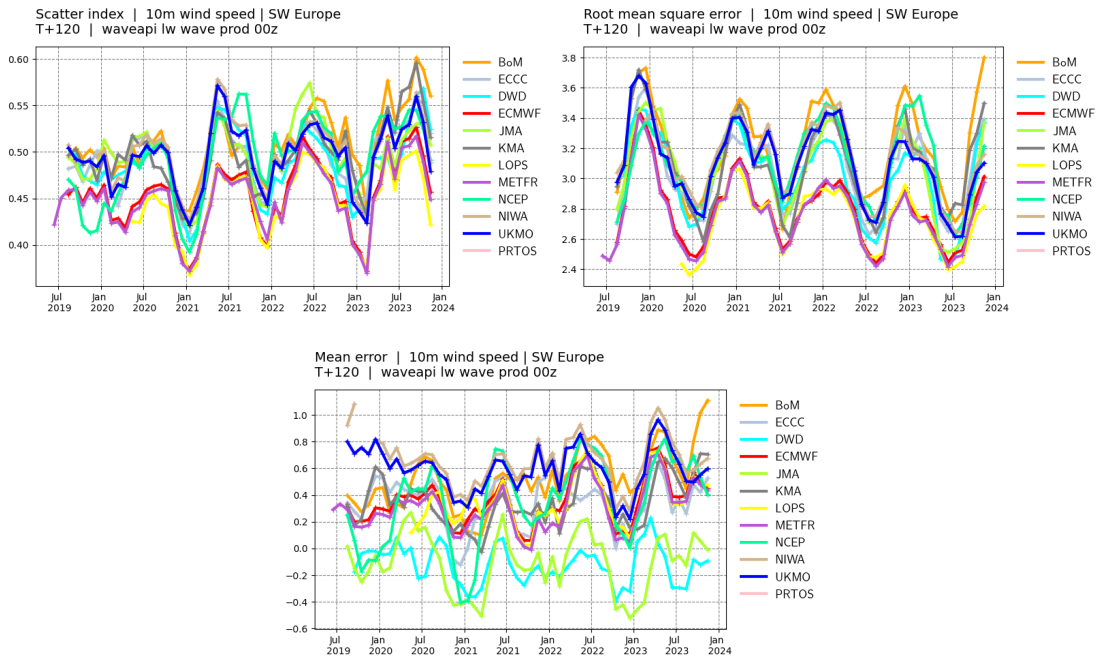 Scatter index | 10m wind speed | SW Europe
T+120 | waveapi lw wave prod 00z
0.60
0.55
0.50
0.45
0.40
Jul 2019
Jan 2020
Jul 2020
Jan 2021
Jul 2021
Jan 2022
Jul 2022
Jan 2023
Jul 2023
Jan 2024
BoM
ECCC
DWD
ECMWF
JMA
KMA
LOPS
METFR
NCEP
NIWA
UKMO
PRTOS
Root mean square error | 10m wind speed | SW Europe
T+120 | waveapi lw wave prod 00z
3.8
3.6
3.4
3.2
3.0
2.8
2.6
2.4
Jul 2019
Jan 2020
Jul 2020
Jan 2021
Jul 2021
Jan 2022
Jul 2022
Jan 2023
Jul 2023
Jan 2024
BoM
ECCC
DWD
ECMWF
JMA
KMA
LOPS
METFR
NCEP
NIWA
UKMO
PRTOS
Mean error | 10m wind speed | SW Europe
T+120 | waveapi lw wave prod 00z
1.0
0.8
0.6
0.4
0.2
0.0
−0.2
−0.4
−0.6
Jul 2019
Jan 2020
Jul 2020
Jan 2021
Jul 2021
Jan 2022
Jul 2022
Jan 2023
Jul 2023
Jan 2024
BoM
ECCC
DWD
ECMWF
JMA
KMA
LOPS
METFR
NCEP
NIWA
UKMO
PRTOS